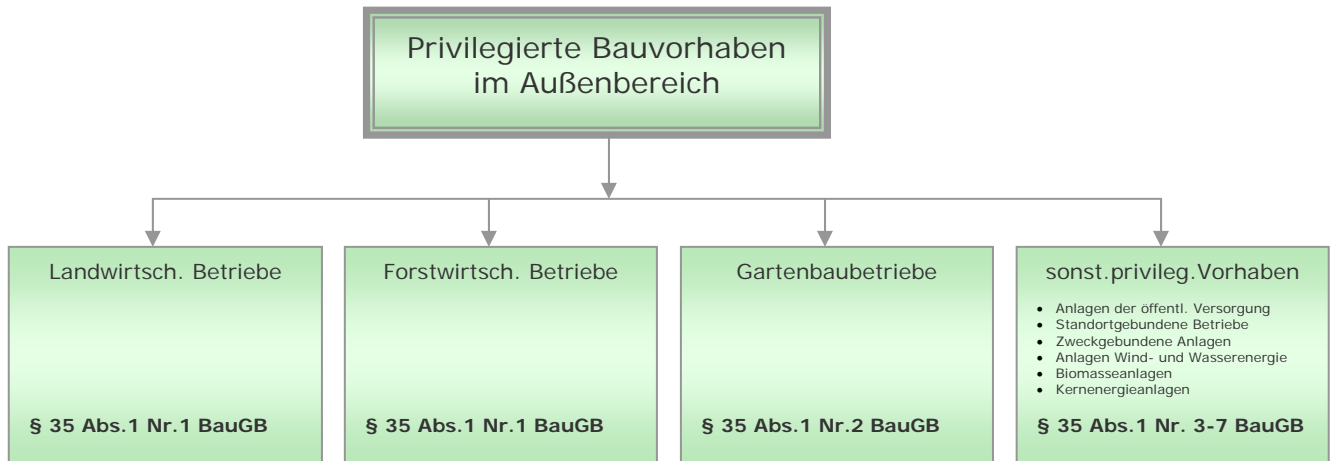 Privilegierte Bauvorhaben
im Außenbereich
Landwirtsch. Betriebe
§ 35 Abs.1 Nr.1 BauGB
Forstwirtsch. Betriebe
§ 35 Abs.1 Nr.1 BauGB
Gartenbaubetriebe
§ 35 Abs.1 Nr.2 BauGB
sonst.privileg.Vorhaben
• Anlagen der öffentl. Versorgung
• Standortgebundene Betriebe
• Zweckgebundene Anlagen
• Anlagen Wind- und Wasserenergie
• Biomasseanlagen
• Kernenergieanlagen
§ 35 Abs.1 Nr. 3-7 BauGB